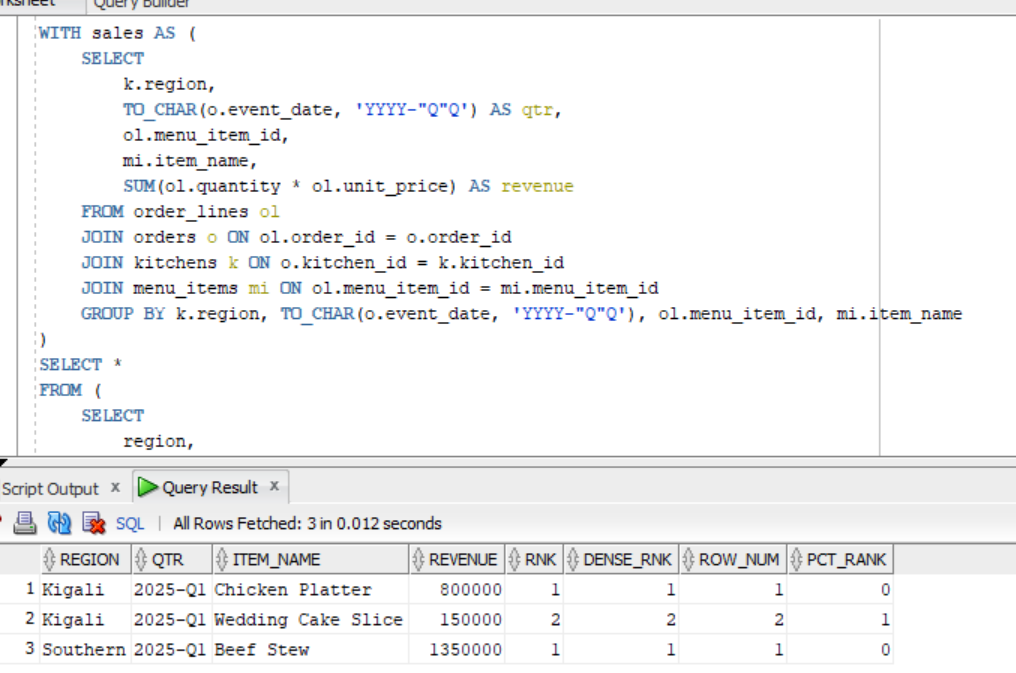 rksheet Query Builder
WITH sales AS (
SELECT
k.region,
TO_CHAR(o.event_date, 'YYYY-"Q"Q') AS qtr,
ol.menu_item_id,
mi.item_name,
SUM(ol.quantity * ol.unit_price) AS revenue
FROM order_lines ol
JOIN orders o ON ol.order_id = o.order_id
JOIN kitchens k ON o.kitchen_id = k.kitchen_id
JOIN menu_items mi ON ol.menu_item_id = mi.menu_item_id
GROUP BY k.region, TO_CHAR(o.event_date, 'YYYY-"Q"Q'), ol.menu_item_id, mi.item_name
)
SELECT *
FROM (
SELECT
region,
Script Output x Query Result x
SQL | All Rows Fetched: 3 in 0.012 seconds
REGION QTR ITEM_NAME REVENUE RNK DENSE_RNK ROW_NUM PCT_RANK
1 Kigali 2025-Q1 Chicken Platter 800000 1 1 1 0
2 Kigali 2025-Q1 Wedding Cake Slice 150000 2 2 2 1
3 Southern 2025-Q1 Beef Stew 1350000 1 1 1 0